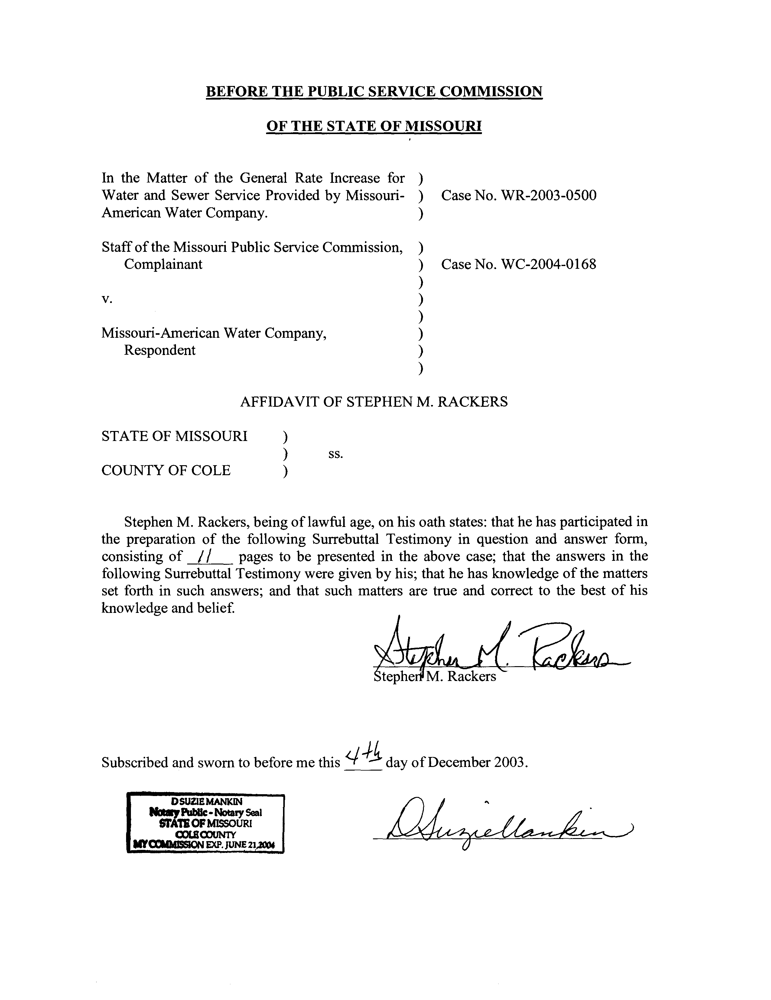 BEFORE THE PUBLIC SERVICE COMMISSION
OF THE STATE OF MISSOURI
In the Matter of the General Rate Increase for )
Water and Sewer Service Provided by Missouri- ) Case No. WR-2003-0500
American Water Company. )
Staff of the Missouri Public Service Commission, )
Complainant ) Case No. WC-2004-0168
)
v. )
)
Missouri-American Water Company, )
Respondent )
)
AFFIDAVIT OF STEPHEN M. RACKERS
STATE OF MISSOURI )
) ss.
COUNTY OF COLE )
Stephen M. Rackers, being of lawful age, on his oath states: that he has participated in
the preparation of the following Surrebuttal Testimony in question and answer form,
consisting of 11 pages to be presented in the above case; that the answers in the
following Surrebuttal Testimony were given by his; that he has knowledge of the matters
set forth in such answers; and that such matters are true and correct to the best of his
knowledge and belief.
Stephen M. Rackers
Stephen M. Rackers
Subscribed and sworn to before me this 4th day of December 2003.
D SUZIE MANKIN
Notary Public - Notary Seal
STATE OF MISSOURI
COLE COUNTY
MY COMMISSION EXP. JUNE 21,2004
D Suzie Mankin